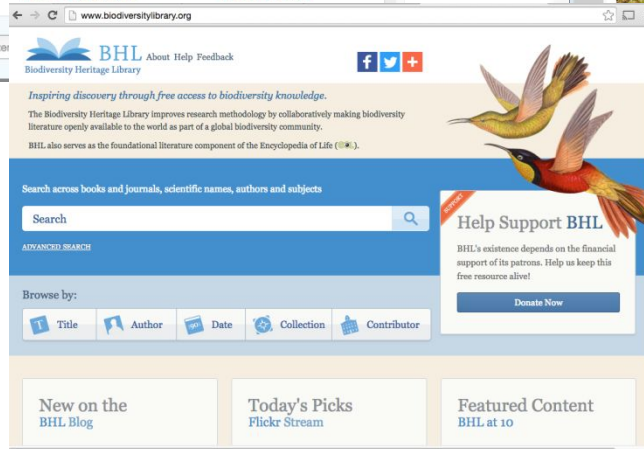 www.biodiversitylibrary.org
BHL About Help Feedback
Biodiversity Heritage Library
f
Inspiring discovery through free access to biodiversity knowledge.
The Biodiversity Heritage Library improves research methodology by collaboratively making biodiversity
literature openly available to the world as part of a global biodiversity community.
BHL also serves as the foundational literature component of the Encyclopedia of Life ( ).
Search across books and journals, scientific names, authors and subjects
Search
ADVANCED SEARCH
SUPPORT
Help Support BHL
BHL's existence depends on the financial
support of its patrons. Help us keep this
free resource alive!
Donate Now
Browse by:
T Title Author Date Collection Contributor
New on the
BHL Blog
Today's Picks
Flickr Stream
Featured Content
BHL at 10